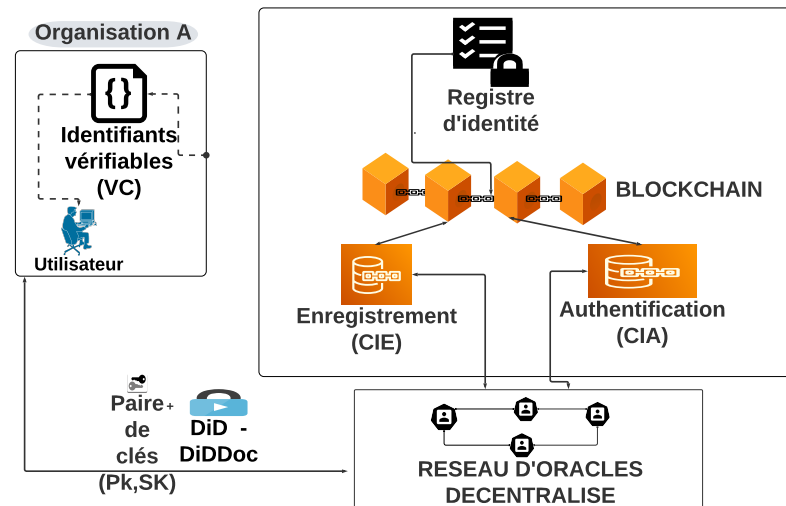 Organisation A
{}
Identifiants
vérifiables
(VC)
Utilisateur
Registre
d'identité
BLOCKCHAIN
Enregistrement
(CIE)
Authentification
(CIA)
Paire+
de
clés
(Pk,SK)
DiD -
DiDDoc
RESEAU D'ORACLES
DECENTRALISE